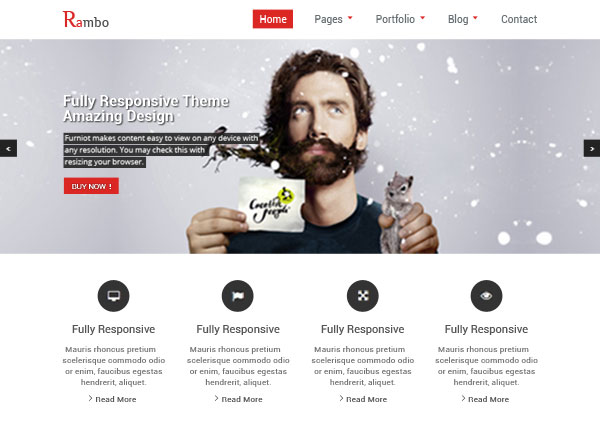 Rambo
Home Pages Portfolio Blog Contact
Fully Responsive Theme
Amazing Design
Furniot makes content easy to view on any device with
any resolution. You may check this with
resizing your browser.
BUY NOW !
Creative
people
Fully Responsive Fully Responsive Fully Responsive Fully Responsive
Mauris rhoncus pretium Mauris rhoncus pretium Mauris rhoncus pretium Mauris rhoncus pretium
scelerisque commodo odio scelerisque commodo odio scelerisque commodo odio scelerisque commodo odio
or enim, faucibus egestas or enim, faucibus egestas or enim, faucibus egestas or enim, faucibus egestas
hendrerit, aliquet. hendrerit, aliquet. hendrerit, aliquet. hendrerit, aliquet.
Read More Read More Read More Read More